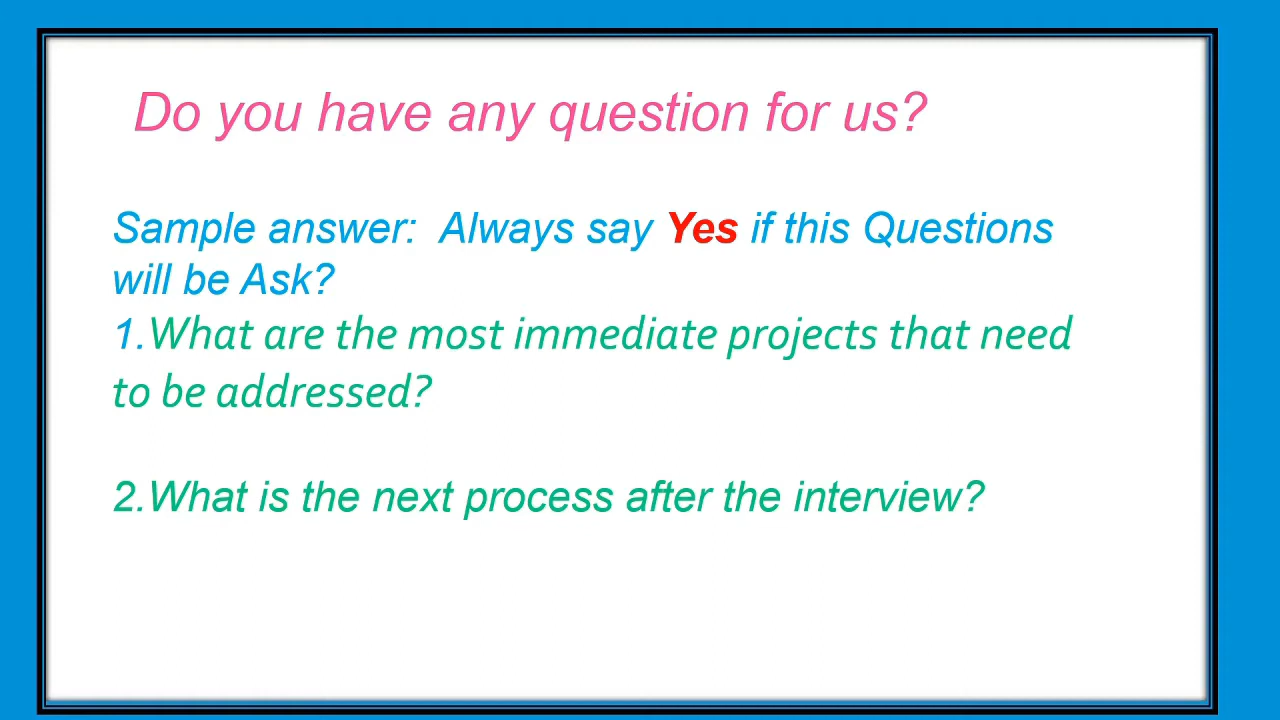 Do you have any question for us?
Sample answer:  Always say Yes if this Questions
will be Ask?
1.What are the most immediate projects that need
to be addressed?
2.What is the next process after the interview?